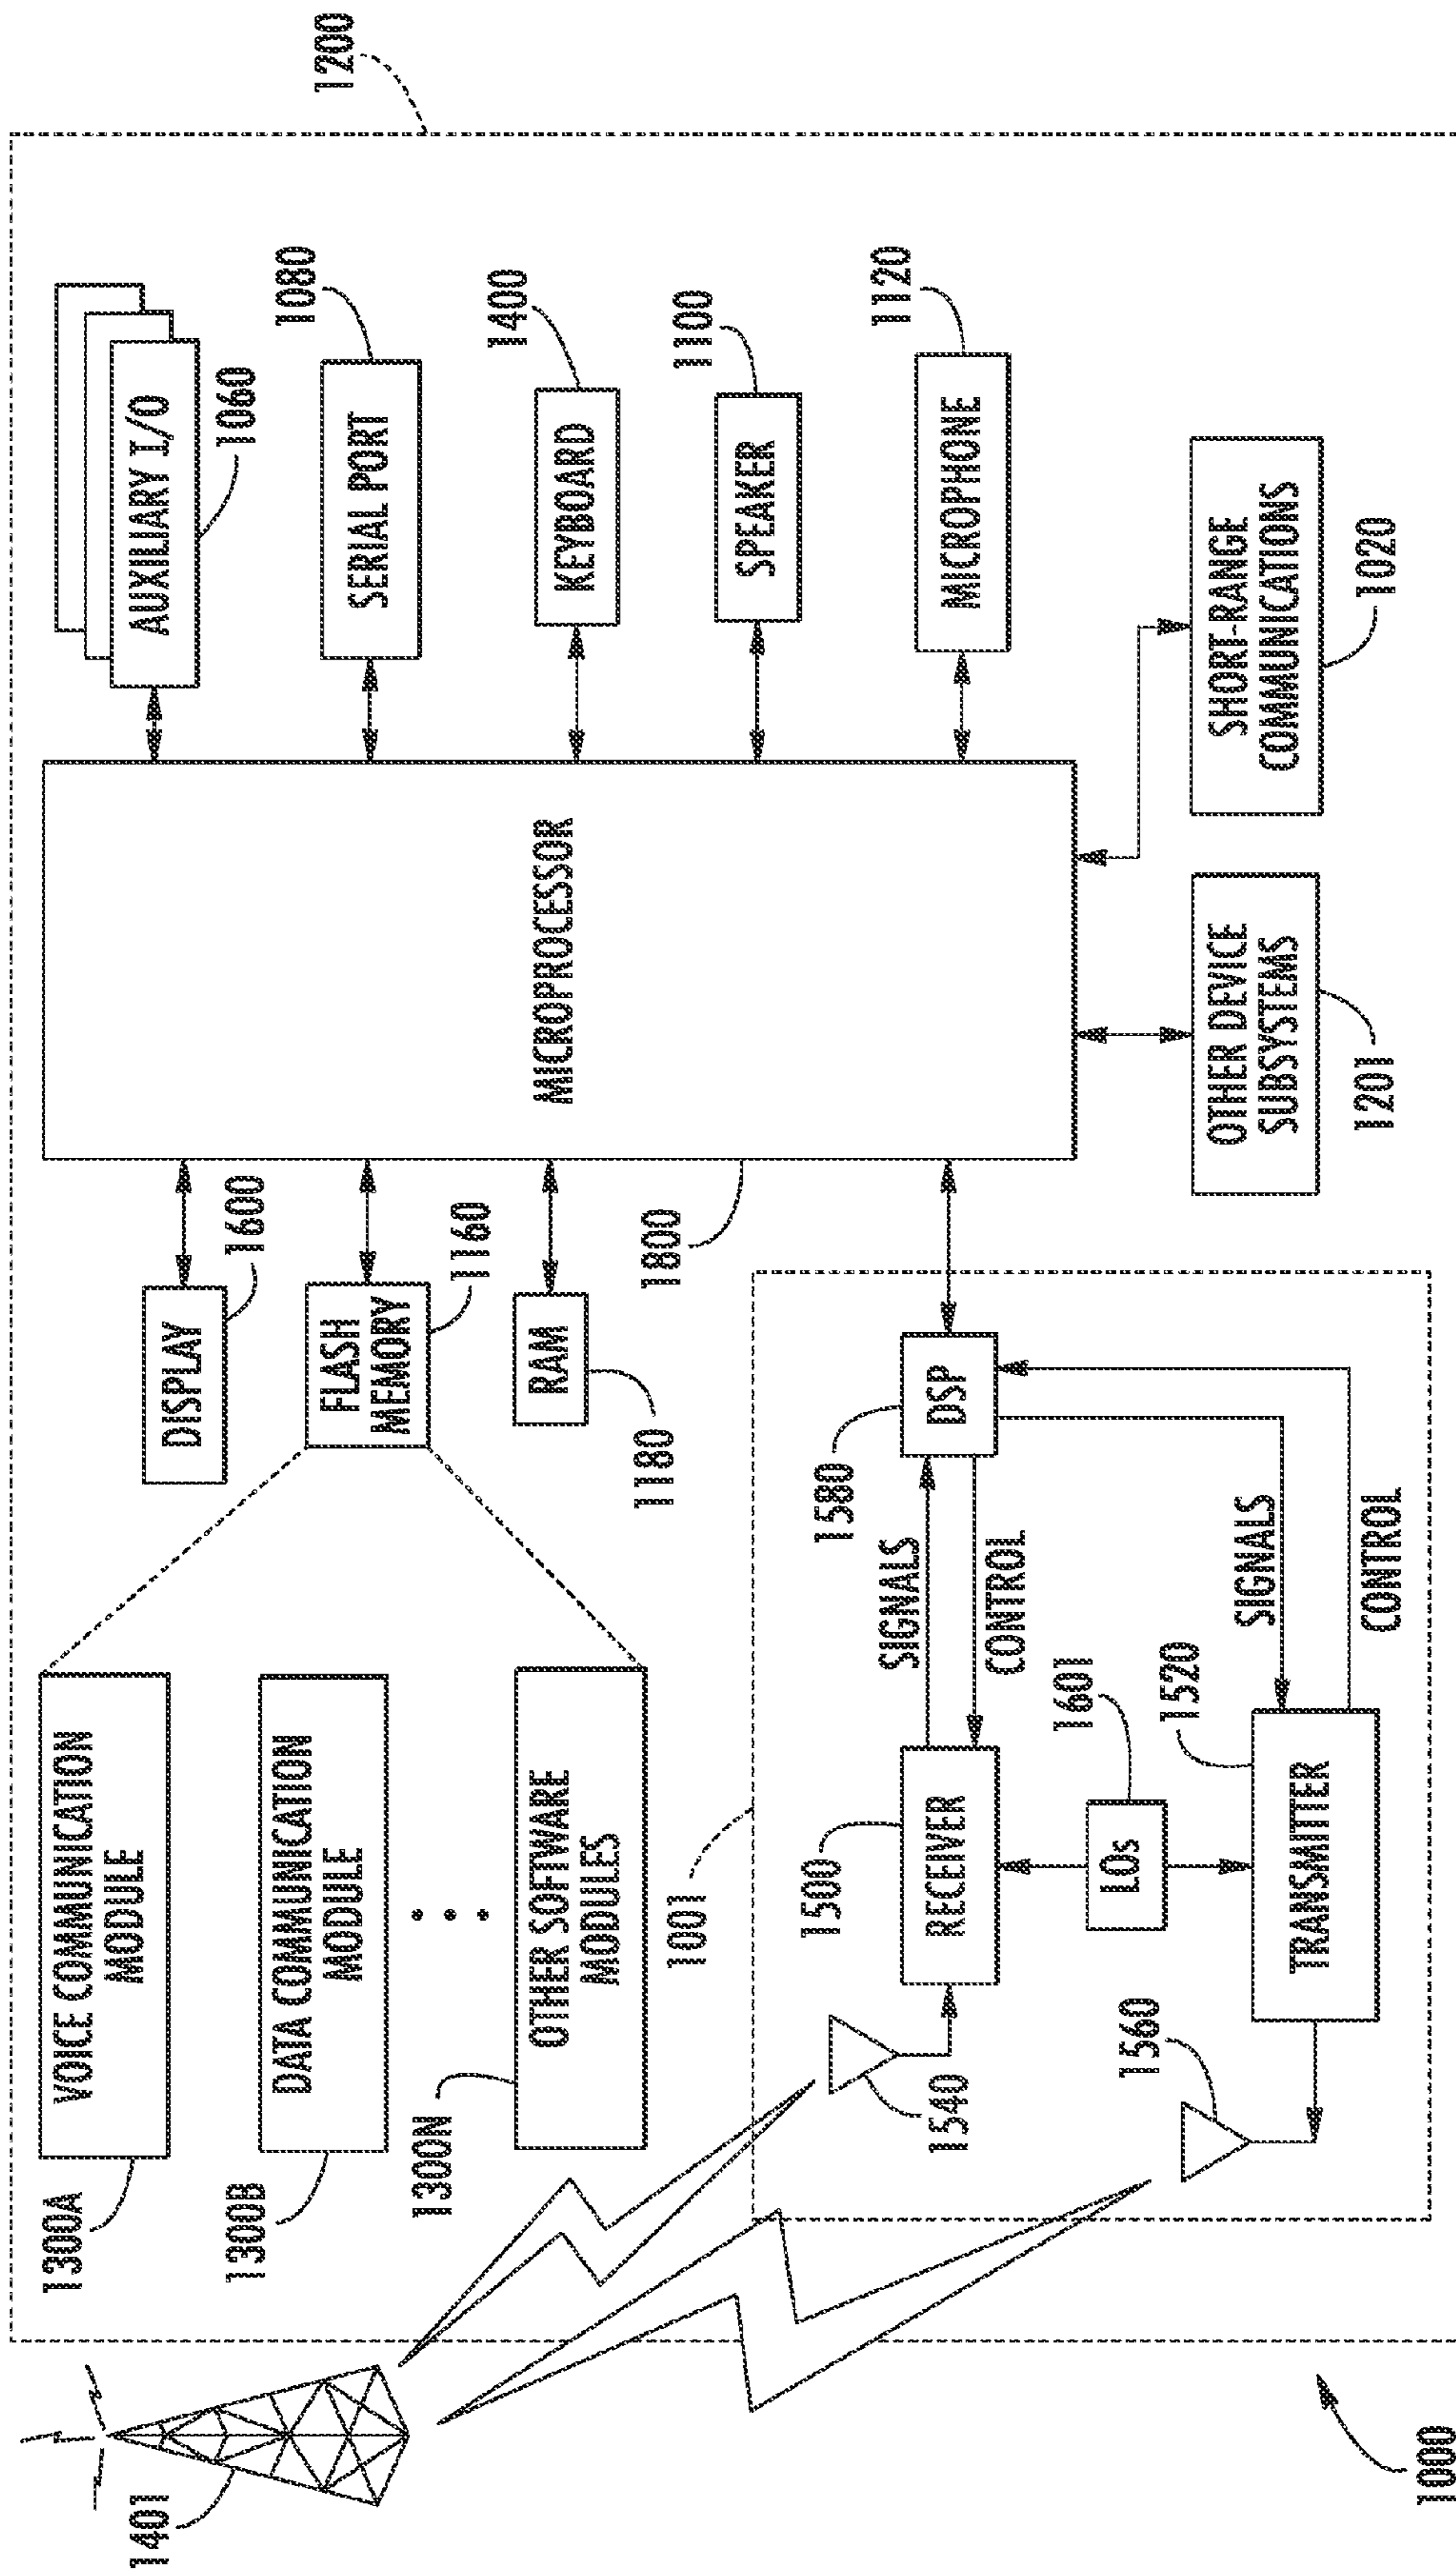 1401
1300A
VOICE COMMUNICATION
MODULE
1300B
DATA COMMUNICATION
MODULE
1300N
OTHER SOFTWARE
MODULES
DISPLAY
1600
FLASH
MEMORY
1160
RAM
1180
1800
MICROPROCESSOR
AUXILIARY I/O
1060
SERIAL PORT
1080
KEYBOARD
1400
SPEAKER
1100
MICROPHONE
1120
1200
1001
1500
RECEIVER
SIGNALS
CONTROL
1580
DSP
1540
LOs
1601
1560
1520
TRANSMITTER
SIGNALS
CONTROL
OTHER DEVICE
SUBSYSTEMS
1201
SHORT-RANGE
COMMUNICATIONS
1020
1000